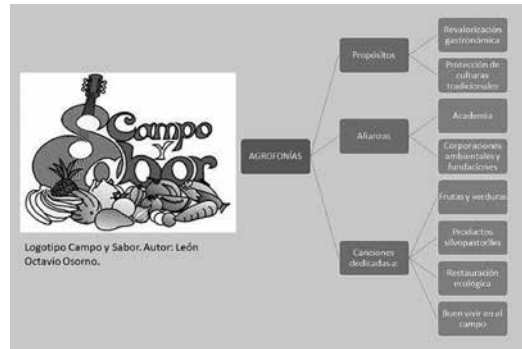 Campo
Y
Sabor
Logotipo Campo y Sabor. Autor: León
Octavio Osorno.
AGROFONÍAS
Propósitos
Revalorización
gastronómica
Protección de
culturas
tradicionales
Alianzas
Academia
Corporaciones
ambientales y
fundaciones
Canciones
dedicadas a:
Frutas y verduras
Productos
silvopastoriles
Restauración
ecológica
Buen vivir en el
campo